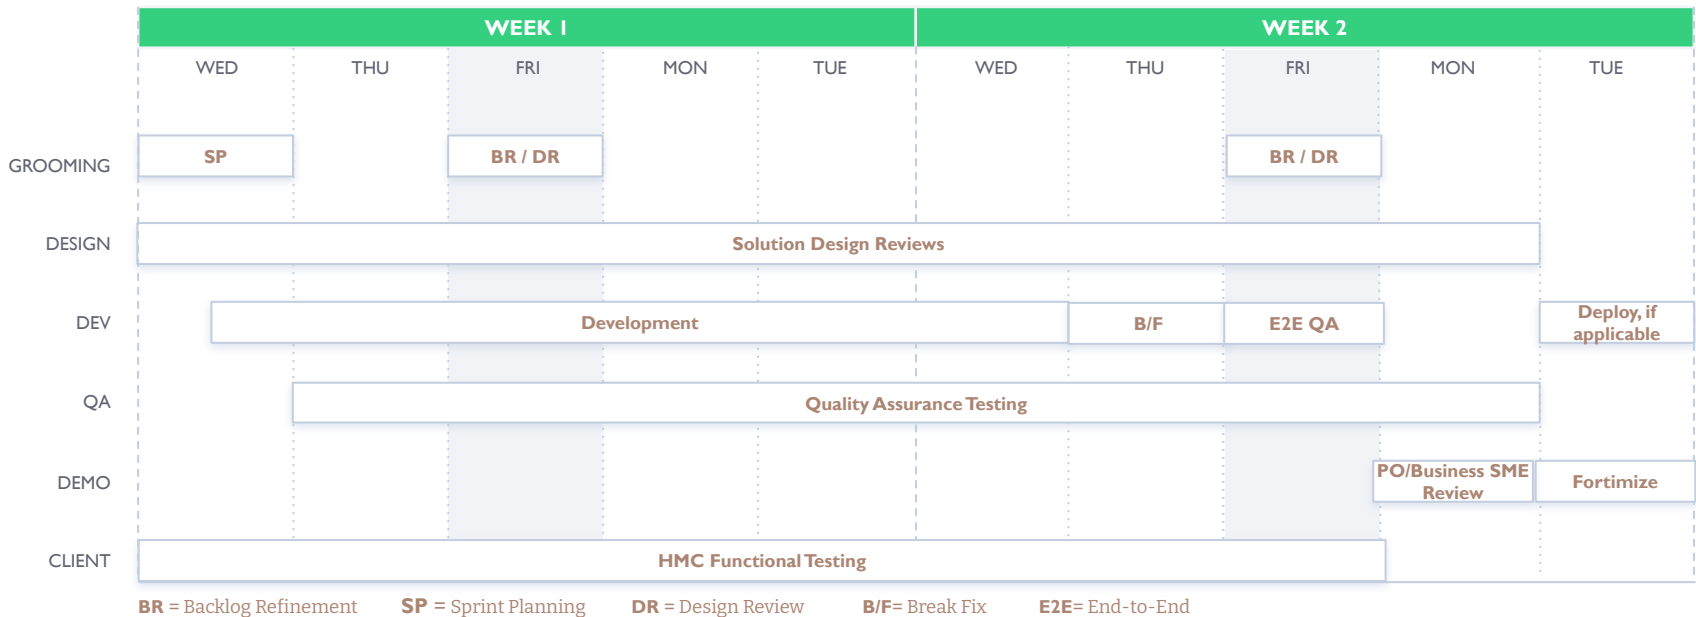 WEEK 1 WEEK 2
WED THU FRI MON TUE WED THU FRI MON TUE
GROOMING SP BR / DR BR / DR
DESIGN Solution Design Reviews
DEV Development B/F E2E QA Deploy, if
applicable
QA Quality Assurance Testing
DEMO PO/Business SME
Review Fortimize
CLIENT HMC Functional Testing
BR = Backlog Refinement SP = Sprint Planning DR = Design Review B/F= Break Fix E2E= End-to-End